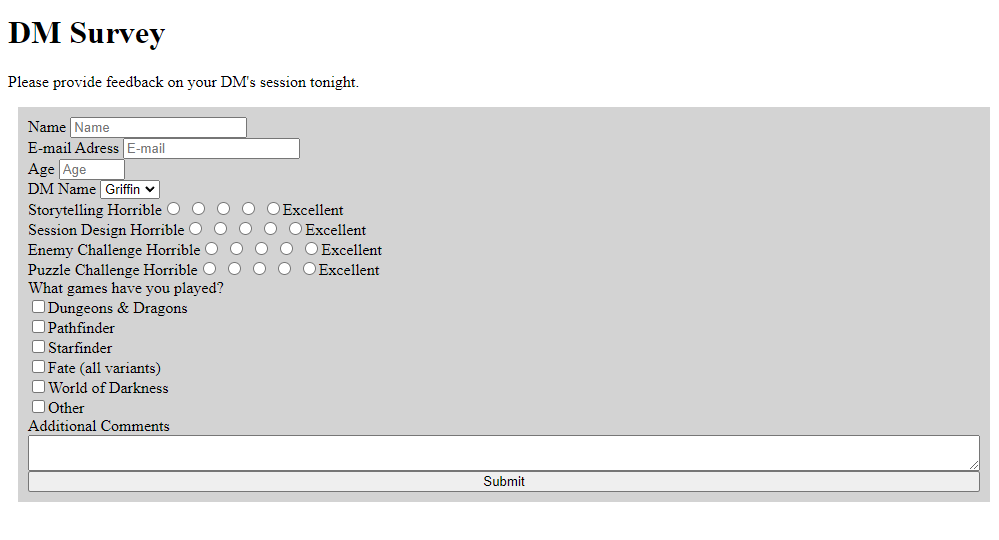 DM Survey
Please provide feedback on your DM's session tonight.
Name Name
E-mail Adress E-mail
Age Age
DM Name Griffin
Storytelling Horrible Excellent
Session Design Horrible Excellent
Enemy Challenge Horrible Excellent
Puzzle Challenge Horrible Excellent
What games have you played?
Dungeons & Dragons
Pathfinder
Starfinder
Fate (all variants)
World of Darkness
Other
Additional Comments
Submit